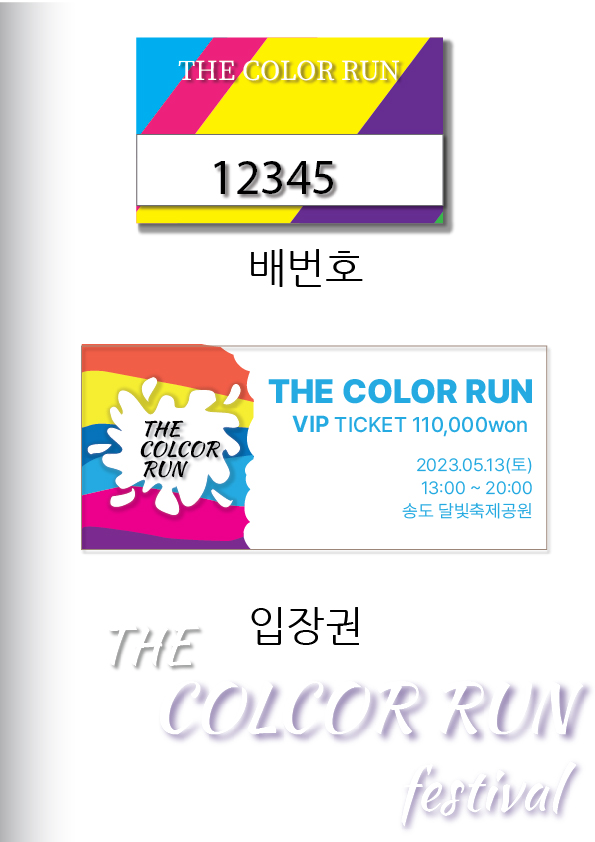 THE COLOR RUN
12345
배번호
THE COLOR RUN
VIP TICKET 110,000won
2023.05.13(토)
13:00 ~ 20:00
송도 달빛축제공원
THE
COLCOR
RUN
입장권
THE
COLCOR RUN
festival